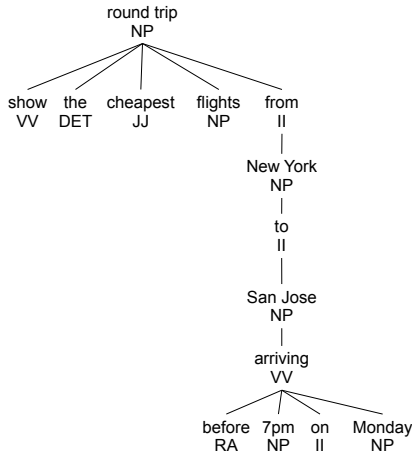 round trip
NP
show the cheapest flights from
VV DET JJ NP II
New York
NP
to
II
San Jose
NP
arriving
VV
before 7pm on Monday
RA NP II NP